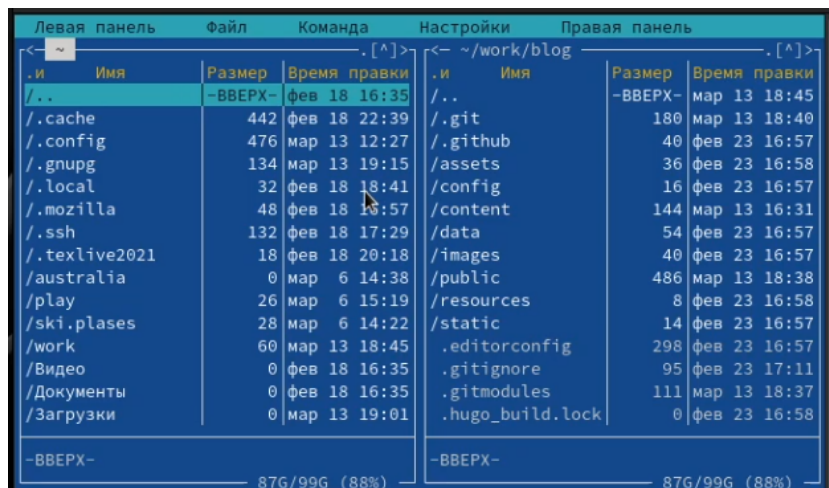 Левая панель Файл Команда Настройки Правая панель
<— ~ .[^]>
.и Имя Размер Время правки
/.. -ВВЕРХ- фев 18 16:35
/.cache 442 фев 18 22:39
/.config 476 мар 13 12:27
/.gnupg 134 мар 13 19:15
/.local 32 фев 18 18:41
/.mozilla 48 фев 18 :57
/.ssh 132 фев 18 17:29
/.texlive2021 18 фев 18 20:18
/australia 0 мар 6 14:38
/play 26 мар 6 15:19
/ski.plases 28 мар 6 14:22
/work 60 мар 13 18:45
/Видео 0 фев 18 16:35
/Документы 0 фев 18 16:35
/Загрузки 0 мар 13 19:01
-ВВЕРХ-
87G/99G (88%)
<— ~/work/blog .[^]>
.и Имя Размер Время правки
/.. -ВВЕРХ- мар 13 18:45
/.git 180 мар 13 18:40
/.github 40 фев 23 16:57
/assets 36 фев 23 16:58
/config 16 фев 23 16:57
/content 144 мар 13 16:31
/data 54 фев 23 16:57
/images 40 фев 23 16:57
/public 486 мар 13 18:38
/resources 8 фев 23 16:58
/static 14 фев 23 16:57
.editorconfig 298 фев 23 16:57
.gitignore 95 фев 23 17:11
.gitmodules 111 мар 13 18:37
.hugo_build.lock 0 фев 23 16:58
-ВВЕРХ-
87G/99G (88%)